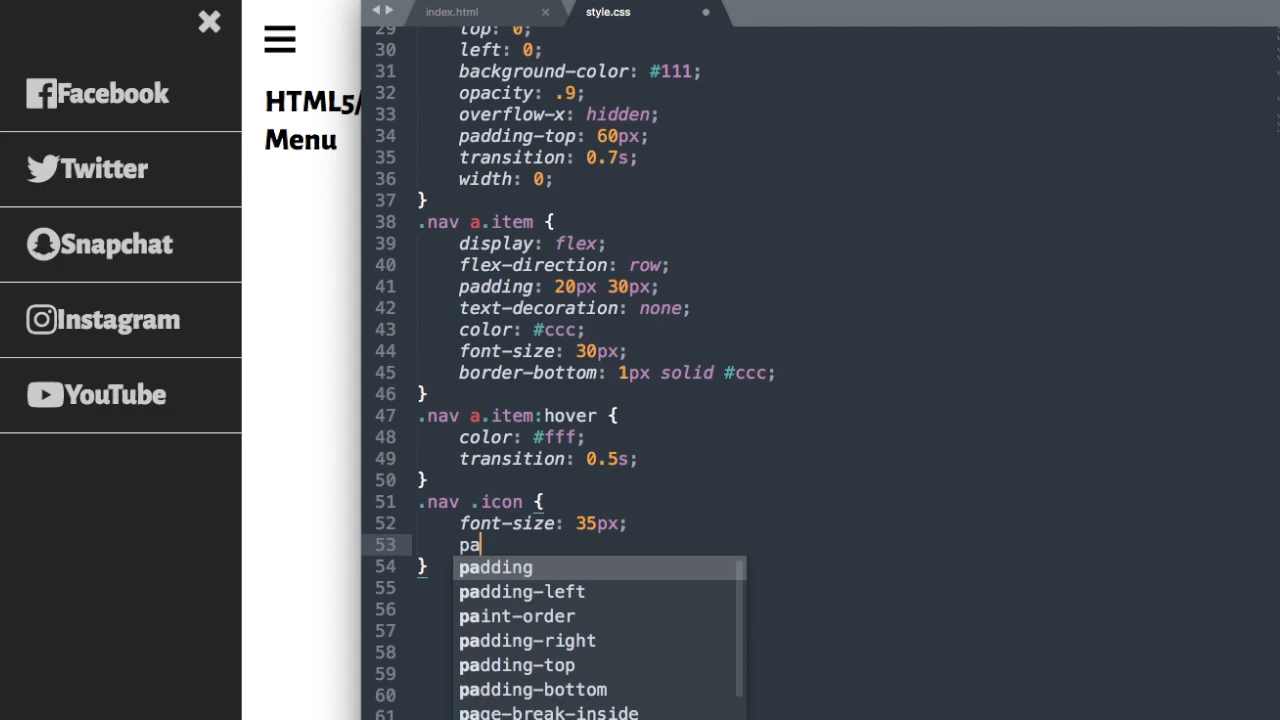 Facebook
Twitter
Snapchat
Instagram
YouTube
HTML5/
Menu
index.html
style.css
29 top: 0;
30 left: 0;
31 background-color: #111;
32 opacity: .9;
33 overflow-x: hidden;
34 padding-top: 60px;
35 transition: 0.7s;
36 width: 0;
37 }
38 .nav a.item {
39 display: flex;
40 flex-direction: row;
41 padding: 20px 30px;
42 text-decoration: none;
43 color: #ccc;
44 font-size: 30px;
45 border-bottom: 1px solid #ccc;
46 }
47 .nav a.item:hover {
48 color: #fff;
49 transition: 0.5s;
50 }
51 .nav .icon {
52 font-size: 35px;
53 pa
54 }
55
56
57
58
59
60
61
padding
padding-left
paint-order
padding-right
padding-top
padding-bottom
page-break-inside